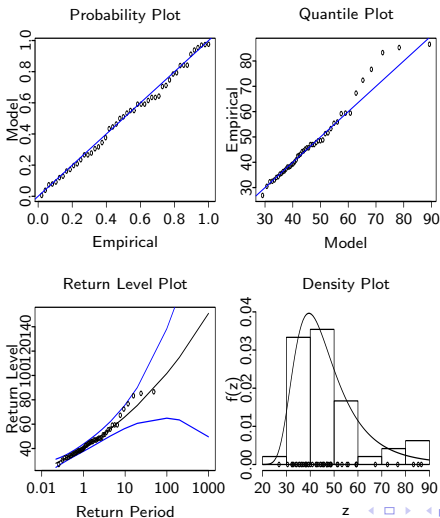 Probability Plot
Model
0.0 0.2 0.4 0.6 0.8 1.0
0.0 0.2 0.4 0.6 0.8 1.0
Empirical
Quantile Plot
Empirical
30 40 50 60 70 80
30 40 50 60 70 80 90
Model
Return Level Plot
Return Level
40 60 80 100 120 140
0.01 1 10 100 1000
Return Period
Density Plot
f(z)
0.00 0.01 0.02 0.03 0.04
20 30 40 50 60 70 80 90
z